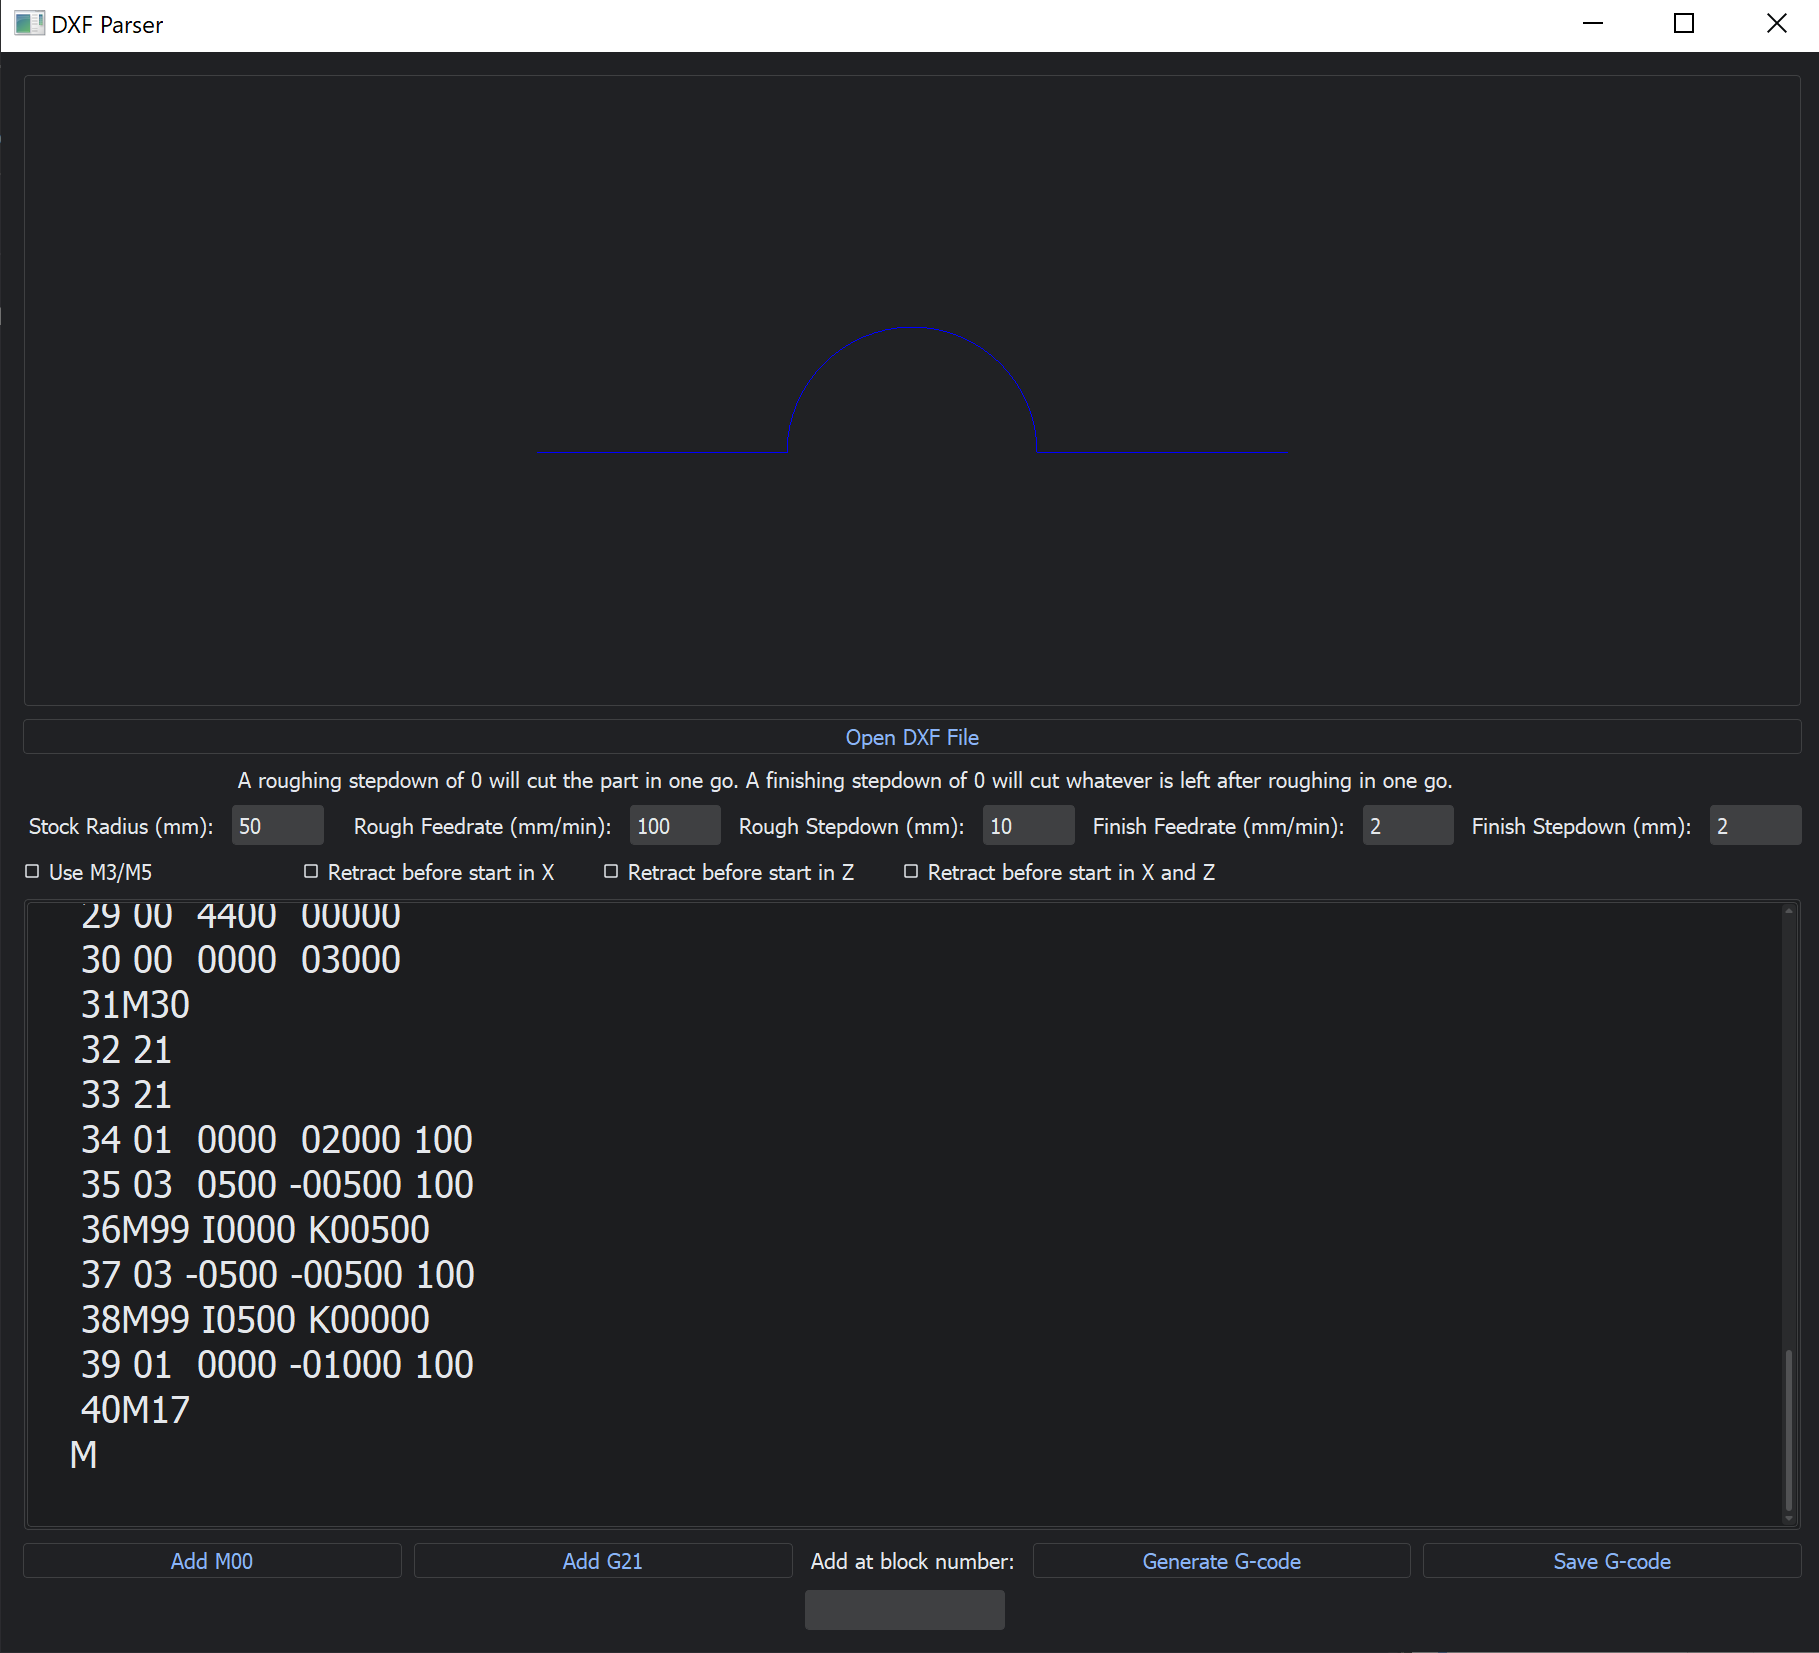 DXF Parser
Open DXF File
A roughing stepdown of 0 will cut the part in one go. A finishing stepdown of 0 will cut whatever is left after roughing in one go.
Stock Radius (mm): 50 Rough Feedrate (mm/min): 100 Rough Stepdown (mm): 10 Finish Feedrate (mm/min): 2 Finish Stepdown (mm): 2
Use M3/M5 Retract before start in X Retract before start in Z Retract before start in X and Z
29 00 4400 00000
30 00 0000 03000
31M30
32 21
33 21
34 01 0000 02000 100
35 03 0500 -00500 100
36M99 I0000 K00500
37 03 -0500 -00500 100
38M99 I0500 K00000
39 01 0000 -01000 100
40M17
M
Add M00 Add G21 Add at block number: Generate G-code Save G-code